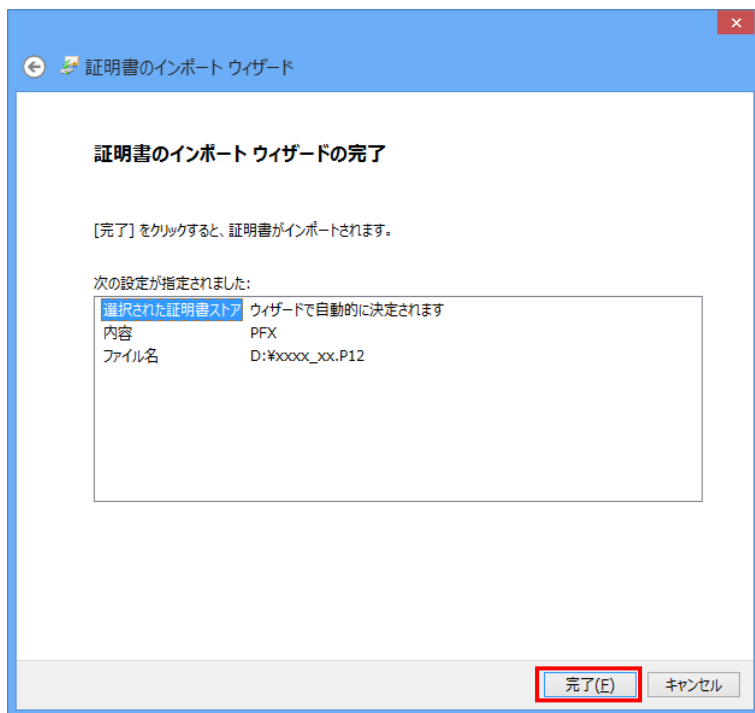 証明書のインポート ウィザード
証明書のインポート ウィザードの完了
[完了] をクリックすると、証明書がインポートされます。
次の設定が指定されました:
選択された証明書ストア ウィザードで自動的に決定されます
内容 PFX
ファイル名 D:¥xxxx_xx.P12
完了(F) キャンセル